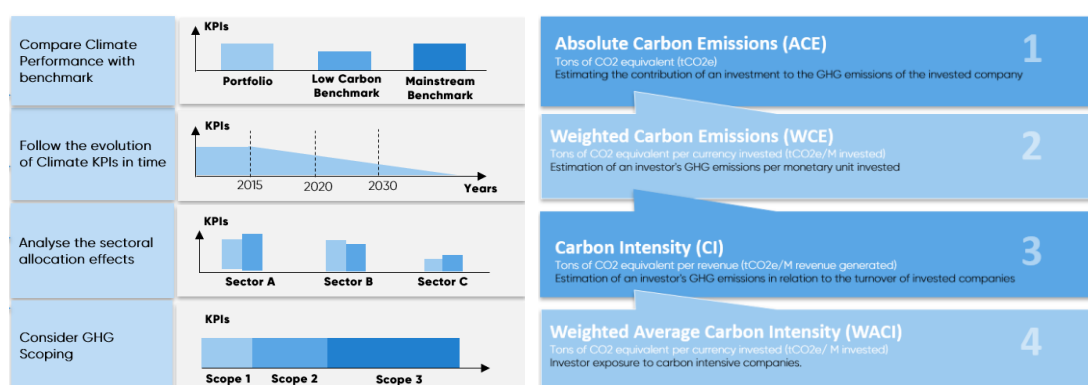 Compare Climate
Performance with
benchmark
KPIs
Portfolio
Low Carbon
Benchmark
Mainstream
Benchmark
Follow the evolution
of Climate KPIs in time
KPIs
2015
2020
2030
Years
Analyse the sectoral
allocation effects
KPIs
Sector A
Sector B
Sector C
Consider GHG
Scoping
KPIs
Scope 1
Scope 2
Scope 3
Absolute Carbon Emissions (ACE)
Tons of CO2 equivalent (tCO2e)
Estimating the contribution of an investment to the GHG emissions of the invested company
1
Weighted Carbon Emissions (WCE)
Tons of CO2 equivalent per currency invested (tCO2e/M invested)
Estimation of an investor's GHG emissions per monetary unit invested
2
Carbon Intensity (CI)
Tons of CO2 equivalent per revenue (tCO2e/M revenue generated)
Estimation of an investor's GHG emissions in relation to the turnover of invested companies
3
Weighted Average Carbon Intensity (WACI)
Tons of CO2 equivalent per currency invested (tCO2e/ M invested)
Investor exposure to carbon intensive companies.
4